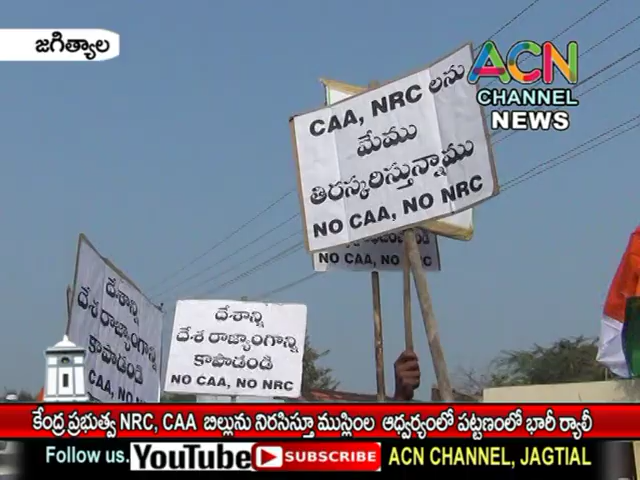 జగిత్యాల
ACN
CHANNEL
NEWS
CAA, NRC లను
మేము
తిరస్కరిస్తున్నాము
NO CAA, NO NRC
NO CAA, NO NRC
దేశాన్ని
దేశ రాజ్యాంగాన్ని
కాపాడండి
CAA, NO
దేశాన్ని
దేశ రాజ్యాంగాన్ని
కాపాడండి
NO CAA, NO NRC
కేంద్ర ప్రభుత్వ NRC, CAA బిల్లును నిరసిస్తూ ముస్లింల ఆధ్వర్యంలో పట్టణంలో భారీ ర్యాలీ
Follow us. YouTube SUBSCRIBE ACN CHANNEL, JAGTIAL